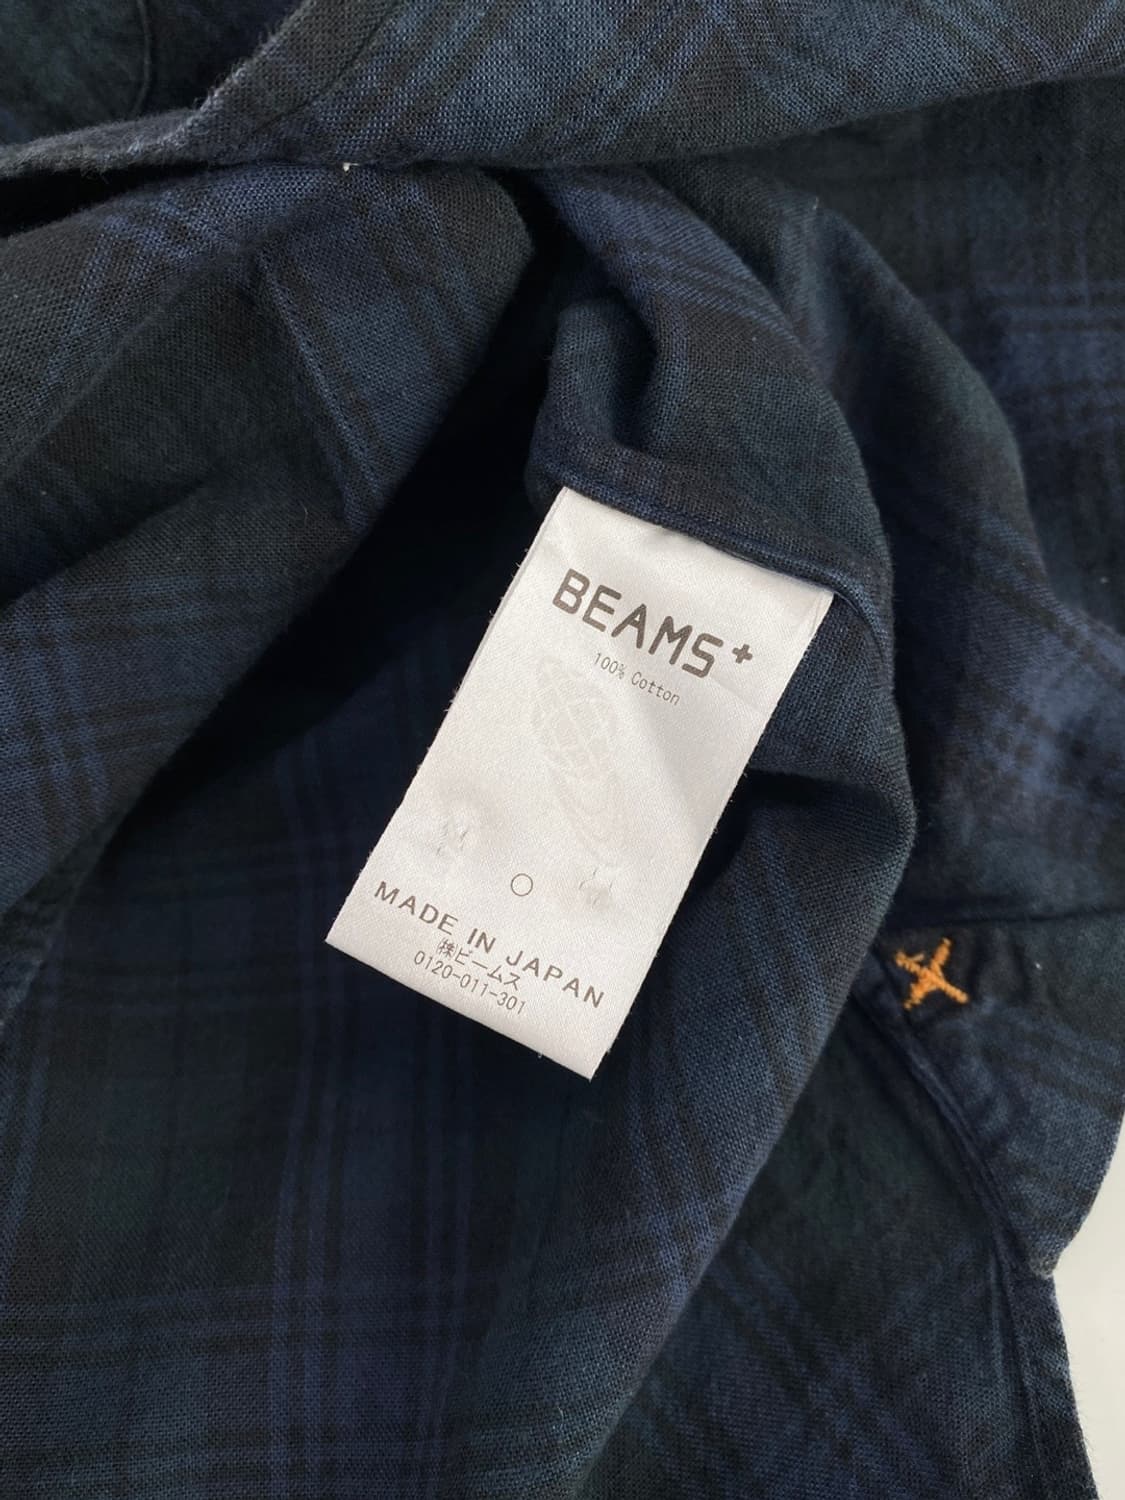 BEAMS+
100% Cotton
MADE IN JAPAN
㈱ビームス
0120-011-301